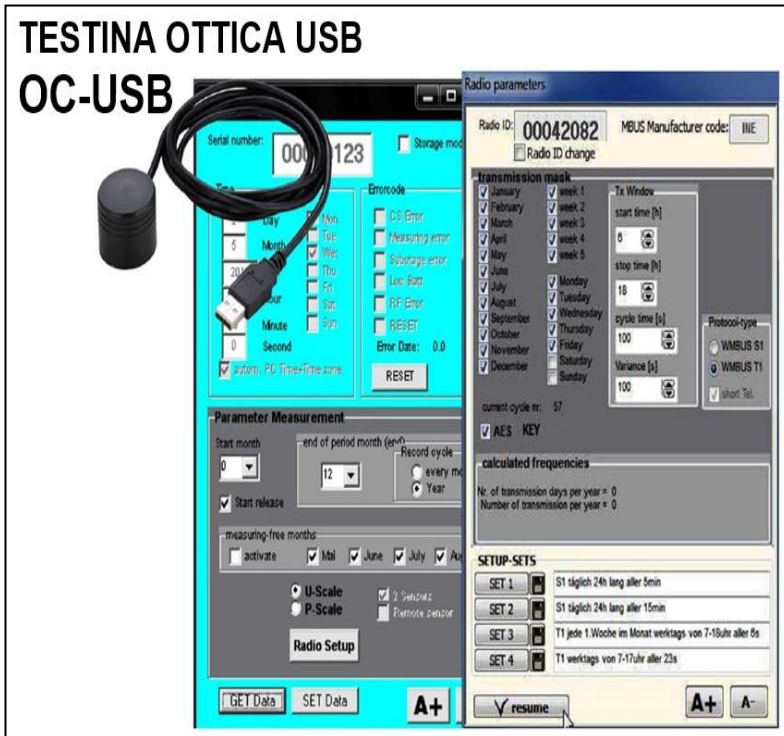 TESTINA OTTICA USB
OC-USB
Serial number:
123
Storage
Time
Day
Mon
Month
Tue
Wed
Thu
Hour
Fri
Sat
Minute
Sun
0
Second
autom. PC Time+Time zone
Errorcode
CS Error
Measuring error
Sabotage error
Low Batt
RF Error
RESET
Error Date: 0.0
RESET
Parameter Measurement
Start month
0
Start release
end of period month (end)
12
Record cycle
every
Year
measuring-free months
activate
Mai
June
July
U-Scale
P-Scale
2 Sensors
Remote sensor
Radio Setup
GET Data
SET Data
A+
Radio parameters
Radio ID:
00042082
MBUS Manufacturer code:
INE
Radio ID change
transmission mask
January
February
March
April
May
June
July
August
September
October
November
December
week 1
week 2
week 3
week 4
week 5
Monday
Tuesday
Wednesday
Thursday
Friday
Saturday
Sunday
Tx Window
start time [h]
6
stop time [h]
18
cycle time [s]
100
Variance [s]
100
Protocol-type
WMBUS S1
WMBUS T1
short Tel.
current cycle nr: 57
AES KEY
calculated frequencies
Nr. of transmission days per year = 0
Number of transmission per year = 0
SETUP-SETS
SET 1
S1 täglich 24h lang aller 5min
SET 2
S1 täglich 24h lang aller 15min
SET 3
T1 jede 1.Woche im Monat werktags von 7-18uhr aller 6s
SET 4
T1 werktags von 7-17uhr aller 23s
resume
A+
A-